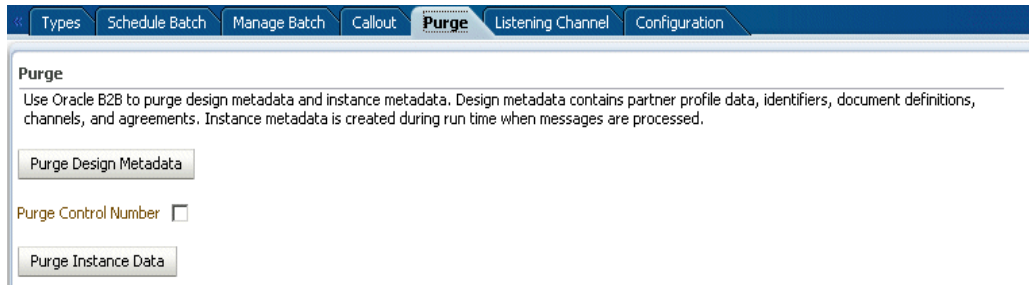 « Types Schedule Batch Manage Batch Callout Purge Listening Channel Configuration
Purge
Use Oracle B2B to purge design metadata and instance metadata. Design metadata contains partner profile data, identifiers, document definitions,
channels, and agreements. Instance metadata is created during run time when messages are processed.
Purge Design Metadata
Purge Control Number
Purge Instance Data